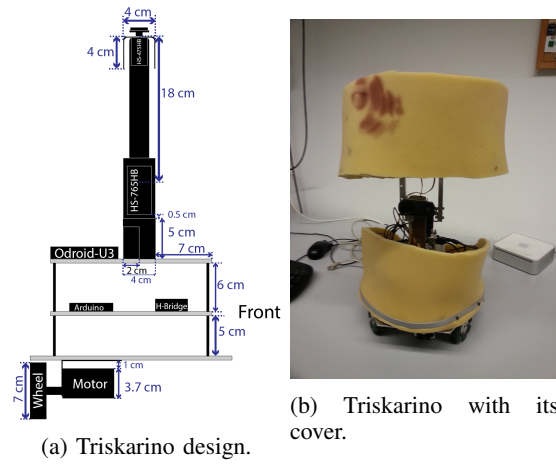 4 cm
4 cm
HS-475HB
18 cm
HS-765HB
0.5 cm
5 cm
7 cm
Odroid-U3
2 cm
4 cm
6 cm
Arduino
H-Bridge
Front
5 cm
1 cm
Motor
3.7 cm
Wheel
7 cm
(a) Triskarino design.
(b) Triskarino with its
cover.